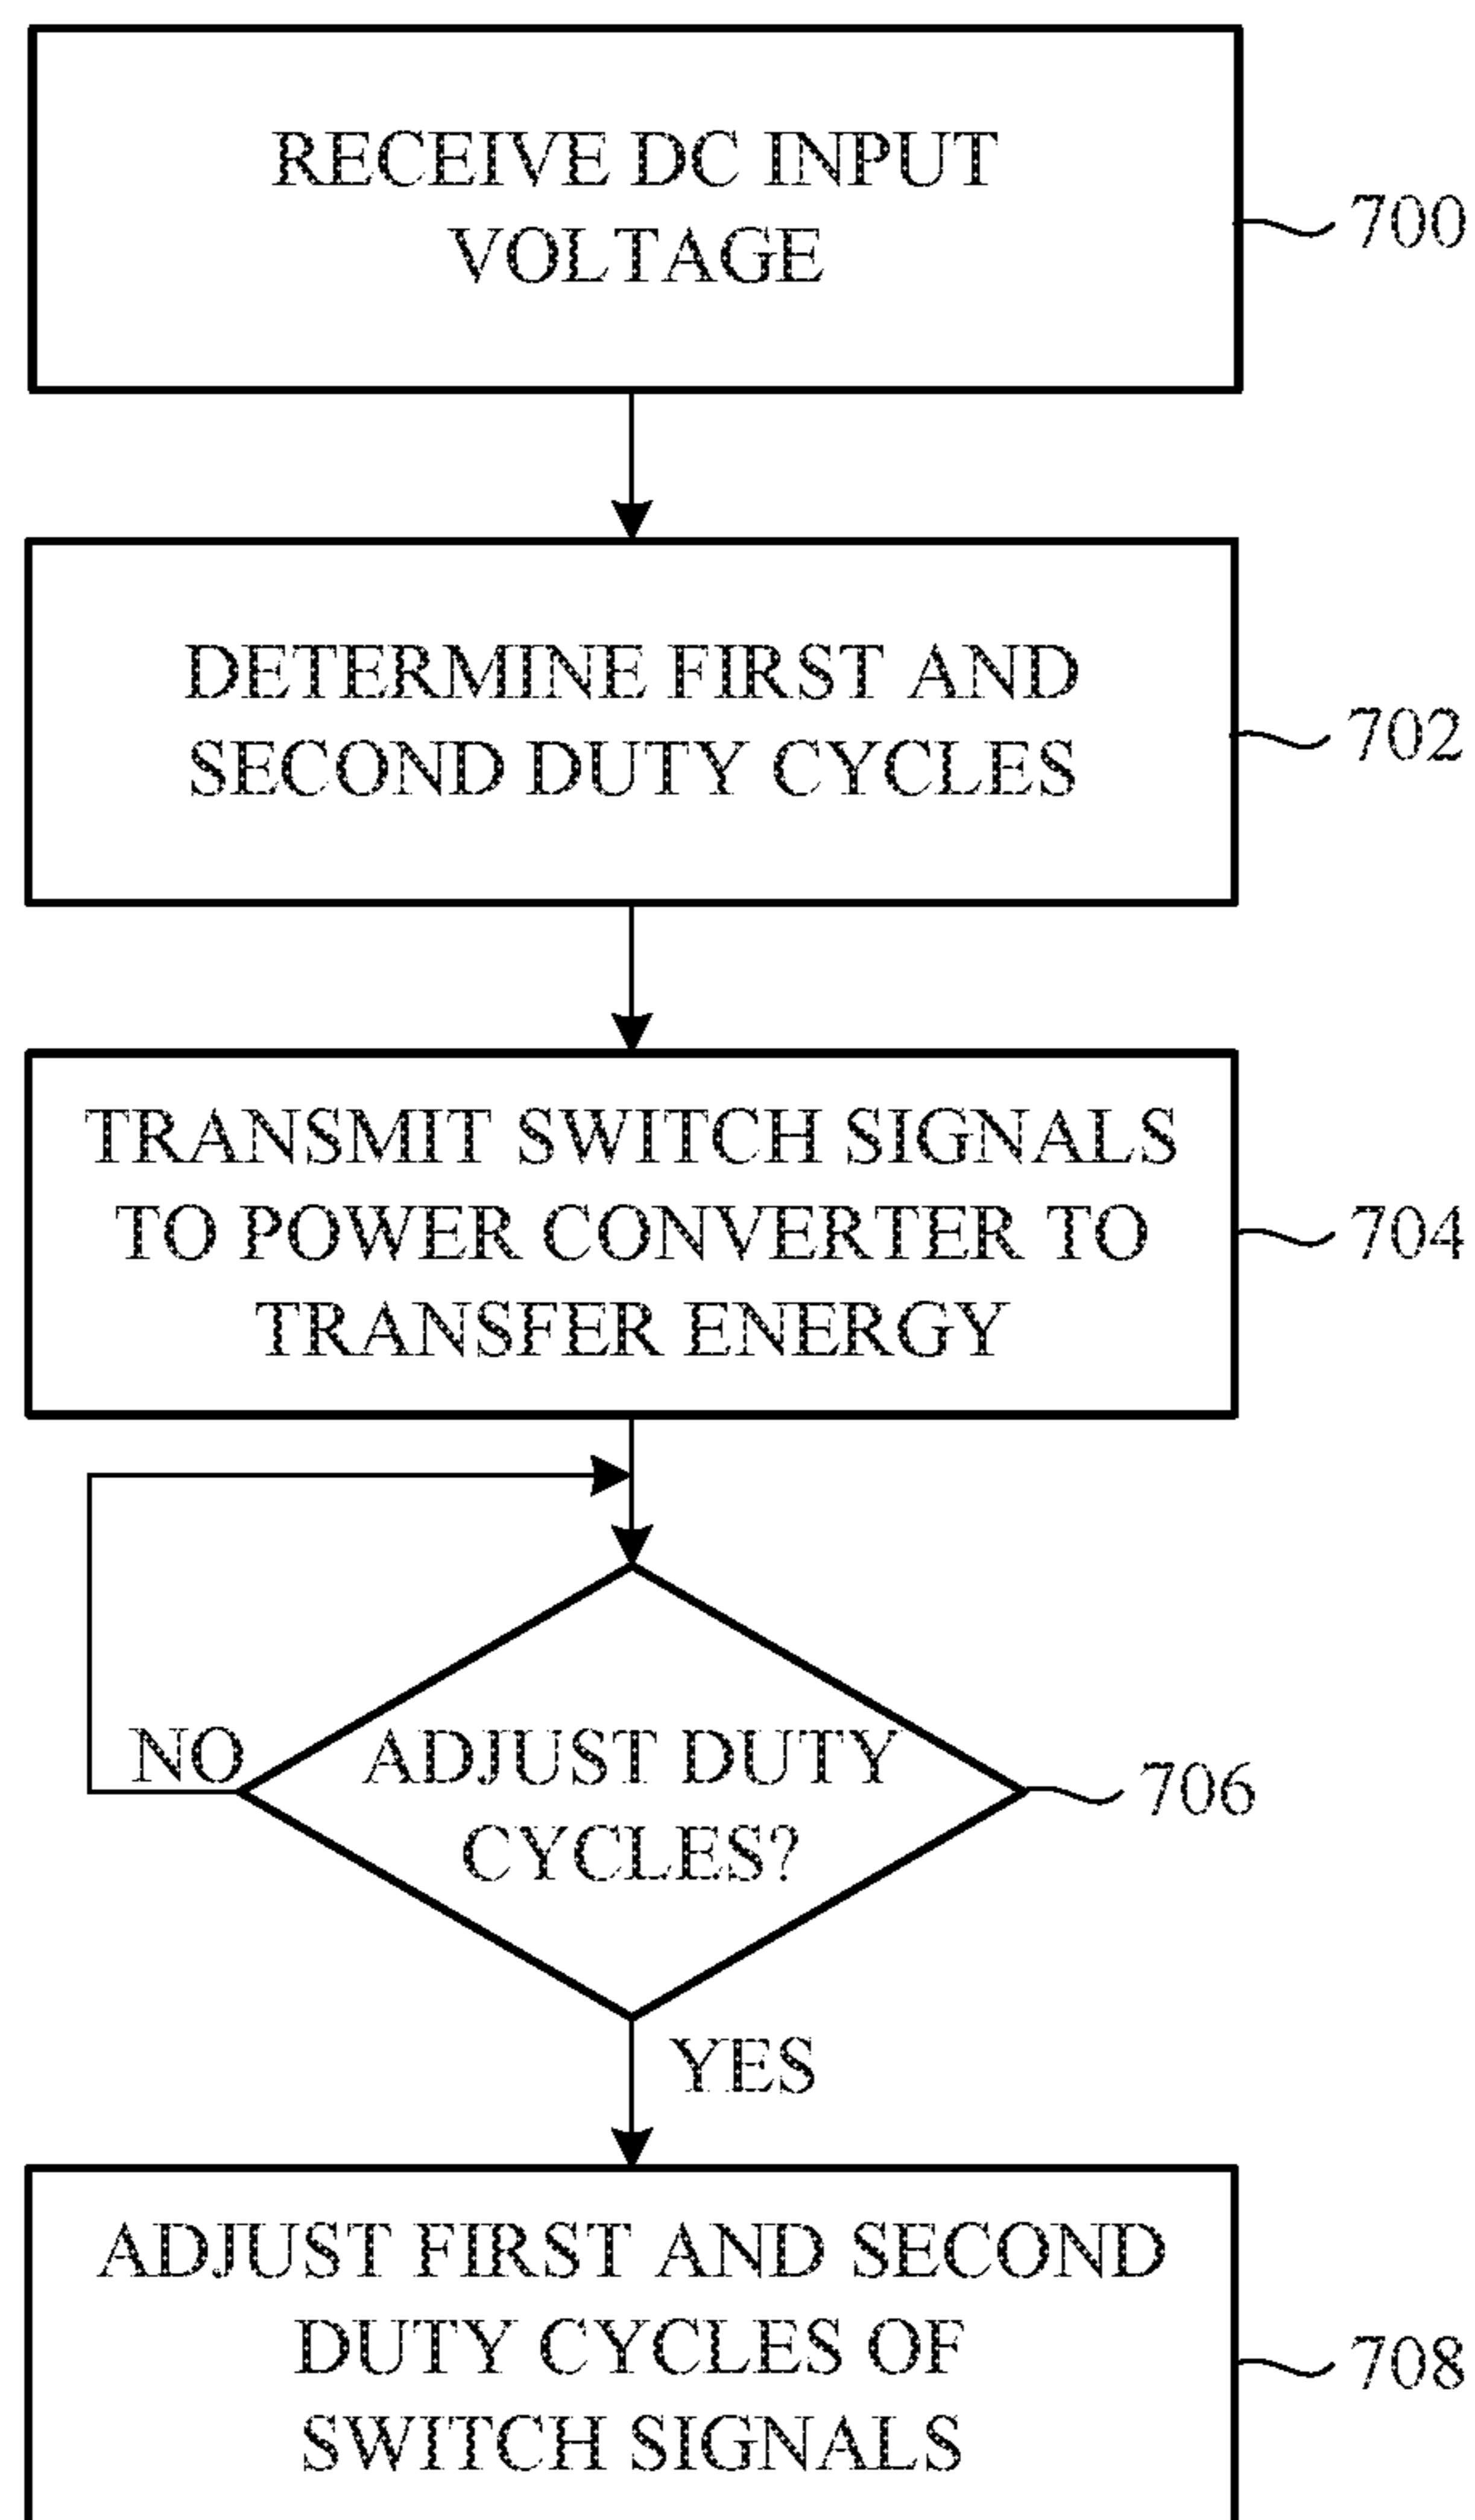 RECEIVE DC INPUT
VOLTAGE
700
DETERMINE FIRST AND
SECOND DUTY CYCLES
702
TRANSMIT SWITCH SIGNALS
TO POWER CONVERTER TO
TRANSFER ENERGY
704
NO
ADJUST DUTY
CYCLES?
706
YES
ADJUST FIRST AND SECOND
DUTY CYCLES OF
SWITCH SIGNALS
708